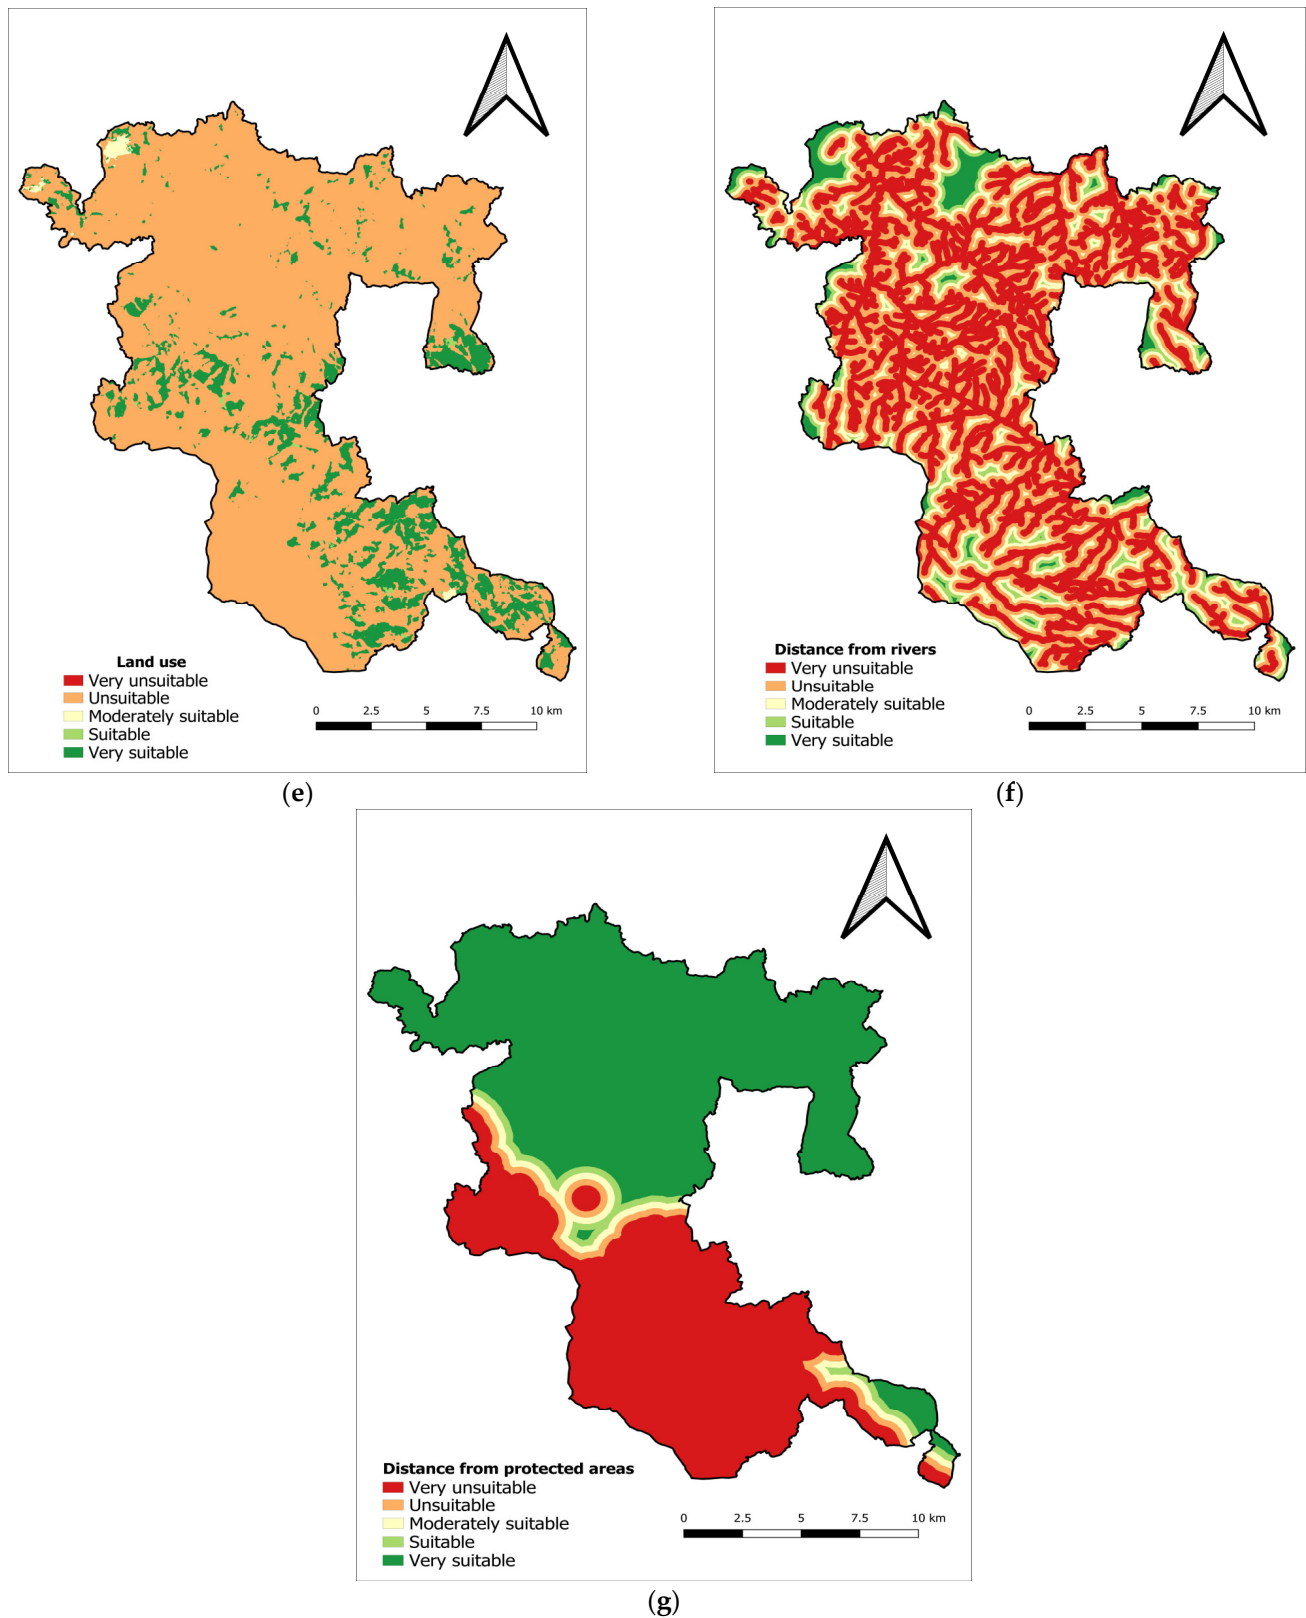 Land use
Very unsuitable
Unsuitable
Moderately suitable
Suitable
Very suitable
0 2.5 5 7.5 10 km
(e)
Distance from rivers
Very unsuitable
Unsuitable
Moderately suitable
Suitable
Very suitable
0 2.5 5 7.5 10 km
(f)
Distance from protected areas
Very unsuitable
Unsuitable
Moderately suitable
Suitable
Very suitable
0 2.5 5 7.5 10 km
(g)